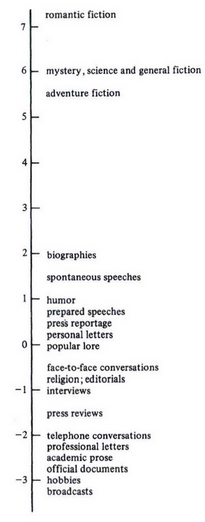 romantic fiction
7
6 mystery, science and general fiction
adventure fiction
5
4
3
2 biographies
spontaneous speeches
1 humor
prepared speeches
press reportage
personal letters
0 popular lore
face-to-face conversations
religion; editorials
−1 interviews
press reviews
−2 telephone conversations
professional letters
academic prose
official documents
−3 hobbies
broadcasts